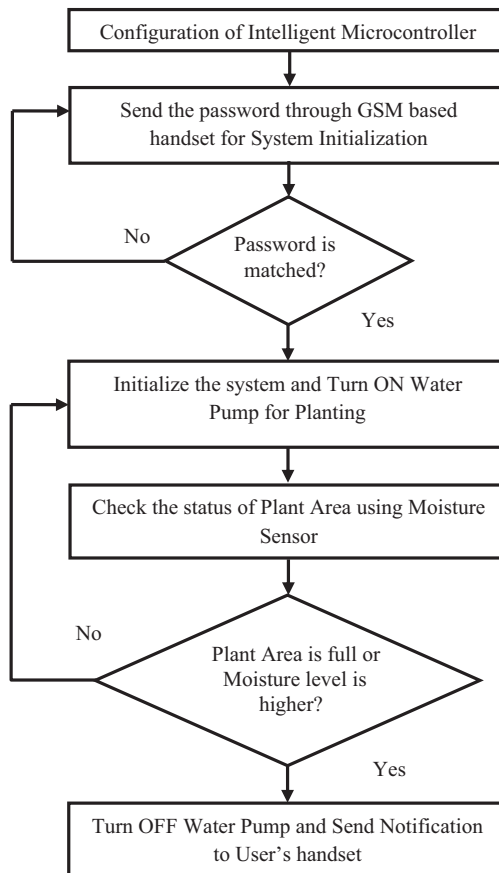 Configuration of Intelligent Microcontroller
Send the password through GSM based
handset for System Initialization
No
Password is
matched?
Yes
Initialize the system and Turn ON Water
Pump for Planting
Check the status of Plant Area using Moisture
Sensor
No
Plant Area is full or
Moisture level is
higher?
Yes
Turn OFF Water Pump and Send Notification
to User's handset